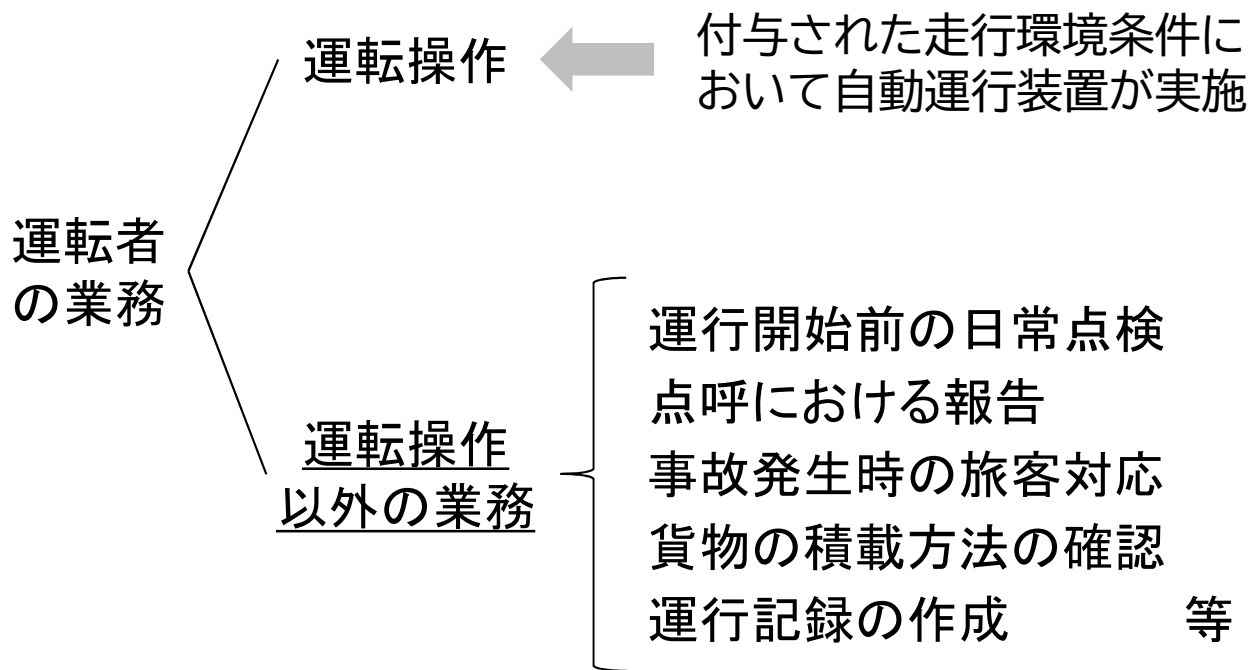 運転操作
付与された走行環境条件に
おいて自動運行装置が実施
運転者
の業務
運転操作
以外の業務
運行開始前の日常点検
点呼における報告
事故発生時の旅客対応
貨物の積載方法の確認
運行記録の作成 等